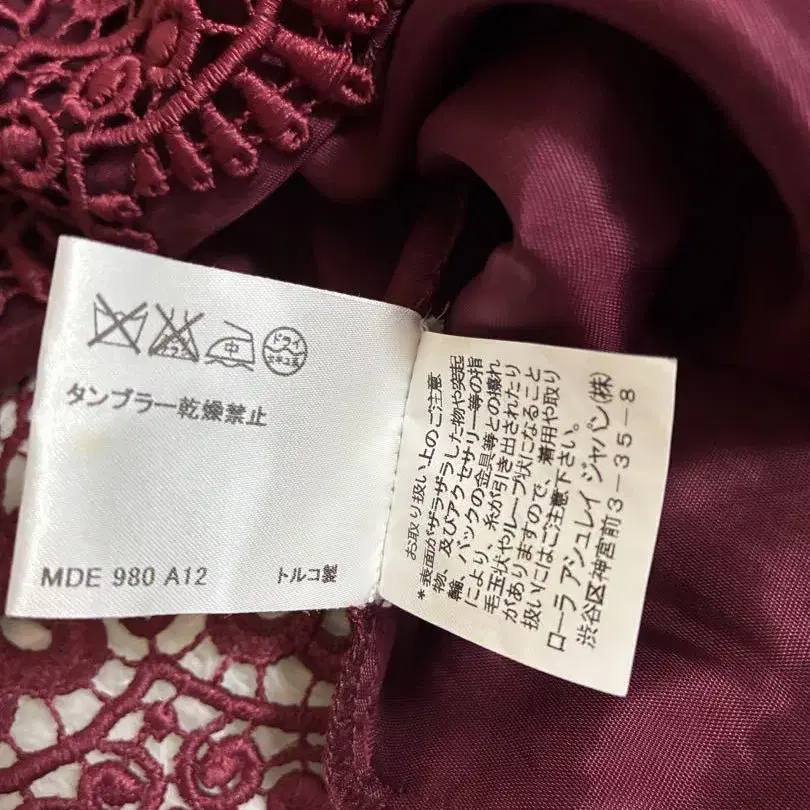 中
ドライ
タンブラー乾燥禁止
MDE 980 A12
トルコ製
お取り扱い上のご注意
*表面がザラザラした物や突起
物、及びアクセサリー等の指
輪、バックの金具等との擦れ
により、糸が引き出されたり
毛玉状やループ状になること
がありますので、着用や取り
扱いにはご注意下さい。
ローラ アシュレイ ジャパン(株)
渋谷区神宮前3-35-8